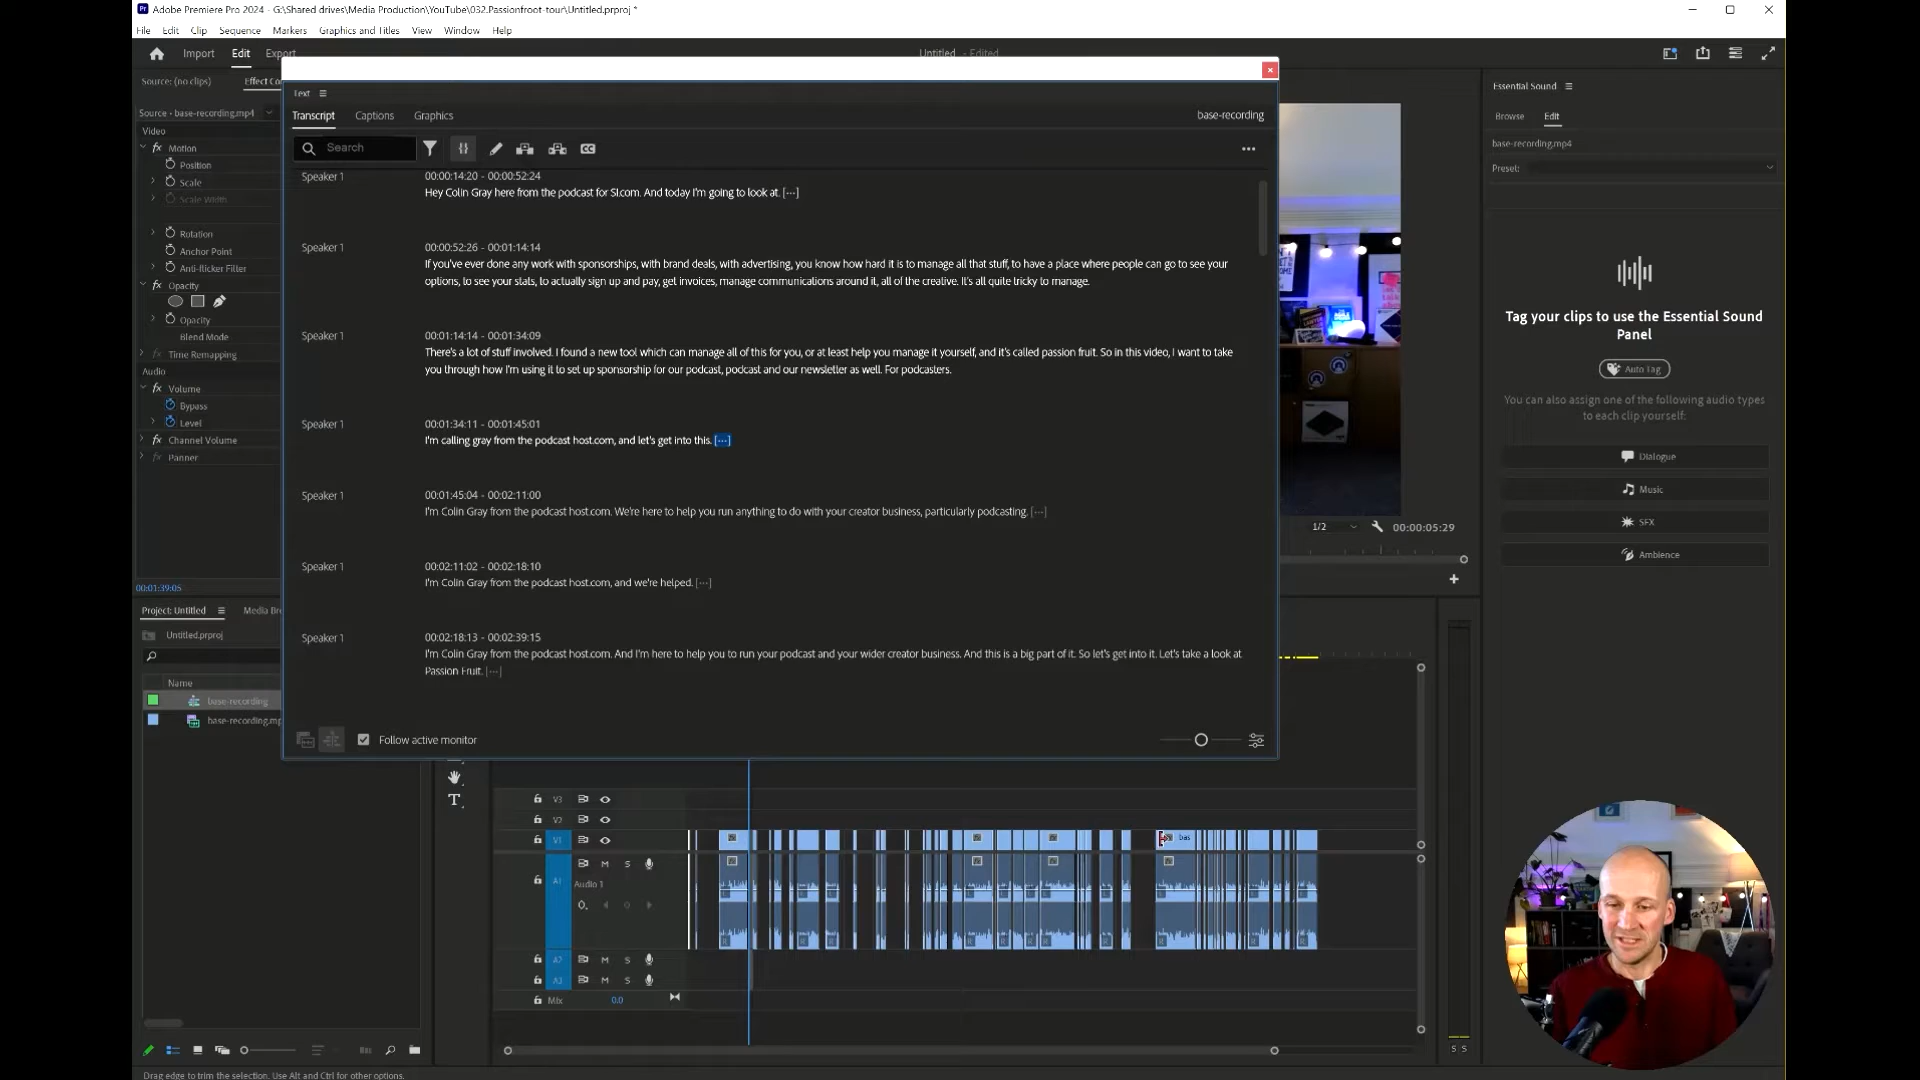 Adobe Premiere Pro 2024 - G:\Shared drives\Media Production\YouTube\032.Passionfroot-tour\Untitled.prproj *
File Edit Clip Sequence Markers Graphics and Titles View Window Help
Import Edit Export
Untitled - Edited
Source: (no clips)
Source - base-recording.mp4
Video
fx Motion
Position
Scale
Scale Width
Rotation
Anchor Point
Anti-flicker Filter
fx Opacity
Opacity
Blend Mode
fx Time Remapping
Audio
fx Volume
Bypass
Level
fx Channel Volume
fx Panner
00:01:39:05
Text
Transcript Captions Graphics
base-recording
Search
Speaker 1
00:00:14:20 - 00:00:52:24
Hey Colin Gray here from the podcast for SI.com. And today I'm going to look at. [...]
Speaker 1
00:00:52:26 - 00:01:14:14
If you've ever done any work with sponsorships, with brand deals, with advertising, you know how hard it is to manage all that stuff, to have a place where people can go to see your
options, to see your stats, to actually sign up and pay, get invoices, manage communications around it, all of the creative. It's all quite tricky to manage.
Speaker 1
00:01:14:14 - 00:01:34:09
There's a lot of stuff involved. I found a new tool which can manage all of this for you, or at least help you manage it yourself, and it's called passion fruit. So in this video, I want to take
you through how I'm using it to set up sponsorship for our podcast, podcast and our newsletter as well. For podcasters.
Speaker 1
00:01:34:11 - 00:01:45:01
I'm calling gray from the podcast host.com, and let's get into this. [...]
Speaker 1
00:01:45:04 - 00:02:11:00
I'm Colin Gray from the podcast host.com. We're here to help you run anything to do with your creator business, particularly podcasting. [...]
Speaker 1
00:02:11:02 - 00:02:18:10
I'm Colin Gray from the podcast host.com, and we're helped. [...]
Speaker 1
00:02:18:13 - 00:02:39:15
I'm Colin Gray from the podcast host.com. And I'm here to help you to run your podcast and your wider creator business. And this is a big part of it. So let's get into it. Let's take a look at
Passion Fruit. [...]
Follow active monitor
1/2
00:00:05:29
Essential Sound
Browse Edit
base-recording.mp4
Preset:
Tag your clips to use the Essential Sound
Panel
Auto Tag
You can also assign one of the following audio types
to each clip yourself:
Dialogue
Music
SFX
Ambience
Project: Untitled
Untitled.prproj
Name
base-recording
V3
V2
V1
A1
M S
Audio 1
A2 M S
A3 M S
Mix 0.0
S S
Drag edge to trim the selection. Use Alt and Ctrl for other options.